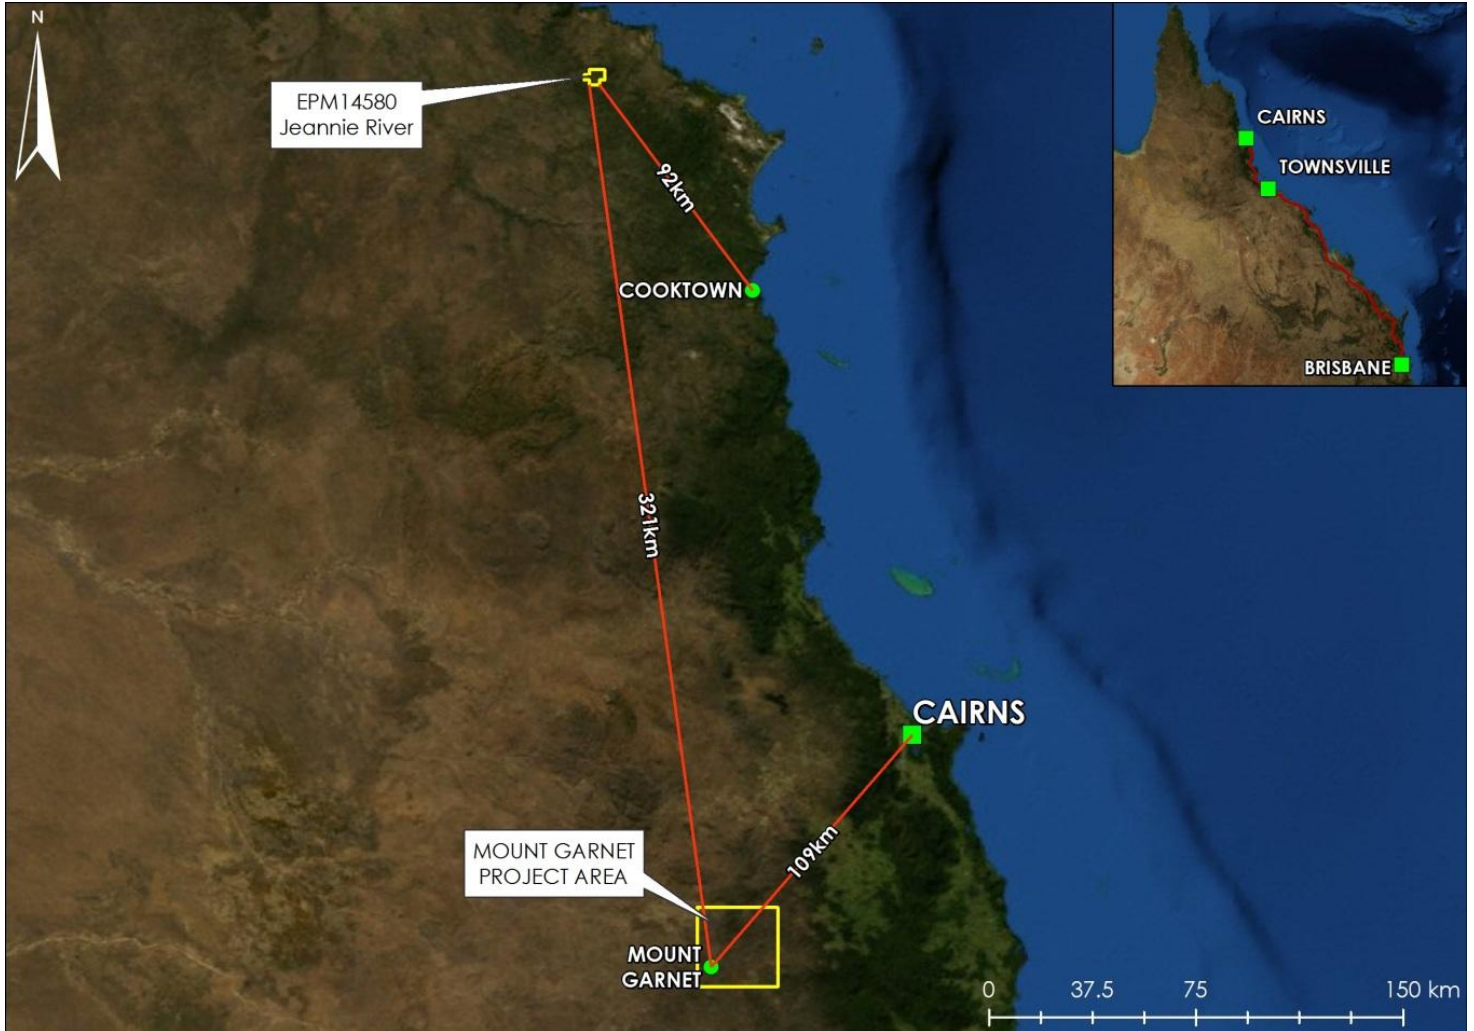 N
EPM14580
Jeannie River
CAIRNS
TOWNSVILLE
BRISBANE
92km
COOKTOWN
321km
CAIRNS
109km
MOUNT GARNET
PROJECT AREA
MOUNT
GARNET
0 37.5 75 150 km